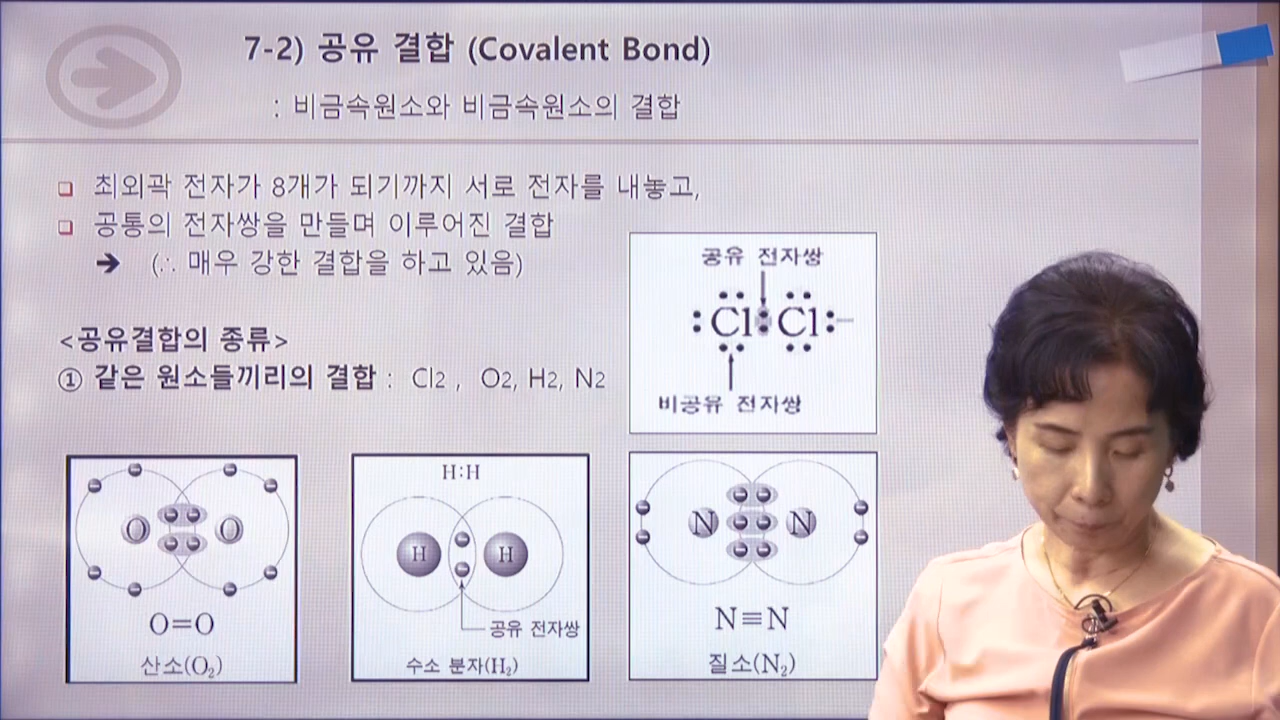 7-2) 공유 결합 (Covalent Bond)
: 비금속원소와 비금속원소의 결합
최외곽 전자가 8개가 되기까지 서로 전자를 내놓고,
공통의 전자쌍을 만들며 이루어진 결합
➔ (∴ 매우 강한 결합을 하고 있음)
<공유결합의 종류>
① 같은 원소들끼리의 결합 : Cl2 , O2, H2, N2
공유 전자쌍
Cl Cl
비공유 전자쌍
O O
O=O
산소(O₂)
H:H
H H
공유 전자쌍
수소 분자(H₂)
N N
N≡N
질소(N₂)